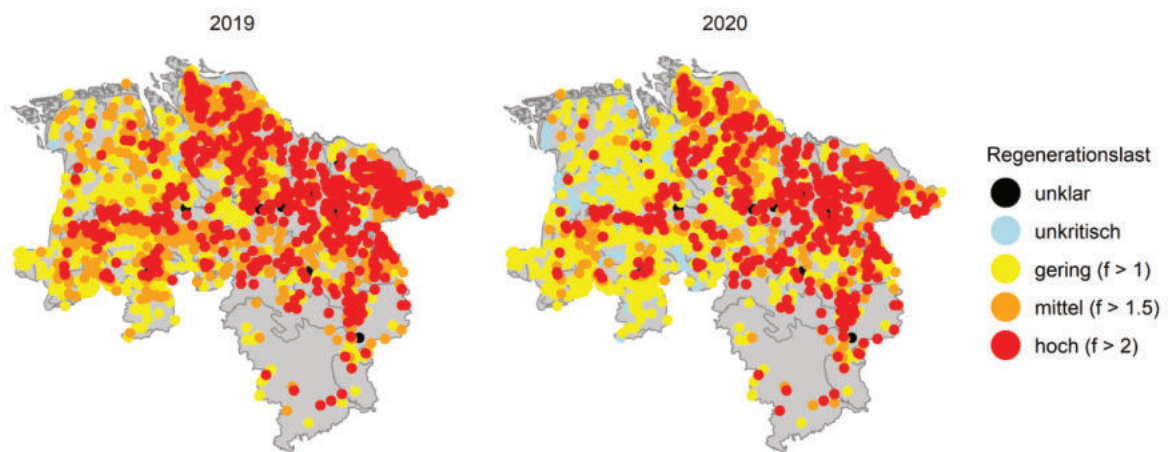 2019
2020
Regenerationslast
unklar
unkritisch
gering (f > 1)
mittel (f > 1.5)
hoch (f > 2)